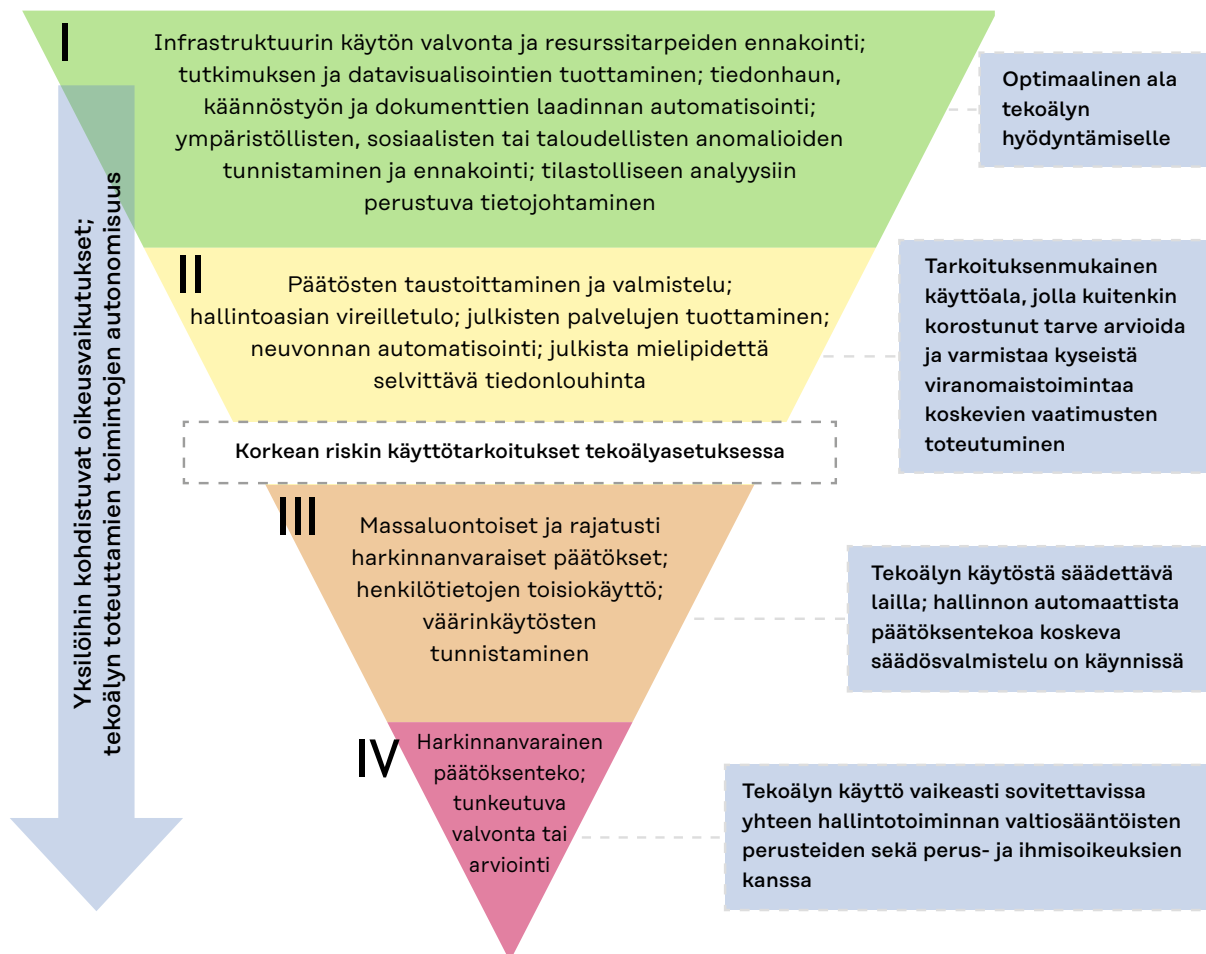 I
Infrastruktuurin käytön valvonta ja resurssitarpeiden ennakointi;
tutkimuksen ja datavisualisointien tuottaminen; tiedonhaun,
käännöstyön ja dokumenttien laadinnan automatisointi;
ympäristöllisten, sosiaalisten tai taloudellisten anomalioiden
tunnistaminen ja ennakointi; tilastolliseen analyysiin
perustuva tietojohtaminen
Optimaalinen ala
tekoälyn
hyödyntämiselle
Yksilöihin kohdistuvat oikeusvaikutukset;
tekoälyn toteuttamien toimintojen autonomisuus
II
Päätösten taustoittaminen ja valmistelu;
hallintoasian vireilletulo; julkisten palvelujen tuottaminen;
neuvonnan automatisointi; julkista mielipidettä
selvittävä tiedonlouhinta
Tarkoituksenmukainen
käyttöala, jolla kuitenkin
korostunut tarve arvioida
ja varmistaa kyseistä
viranomaistoimintaa
koskevien vaatimusten
toteutuminen
Korkean riskin käyttötarkoitukset tekoälyasetuksessa
III
Massaluontoiset ja rajatusti
harkinnanvaraiset päätökset;
henkilötietojen toisiokäyttö;
väärinkäytösten
tunnistaminen
Tekoälyn käytöstä säädettävä
lailla; hallinnon automaattista
päätöksentekoa koskeva
säädösvalmistelu on käynnissä
IV
Harkinnanvarainen
päätöksenteko;
tunkeutuva
valvonta tai
arviointi
Tekoälyn käyttö vaikeasti sovitettavissa
yhteen hallintotoiminnan valtiosääntöisten
perusteiden sekä perus- ja ihmisoikeuksien
kanssa